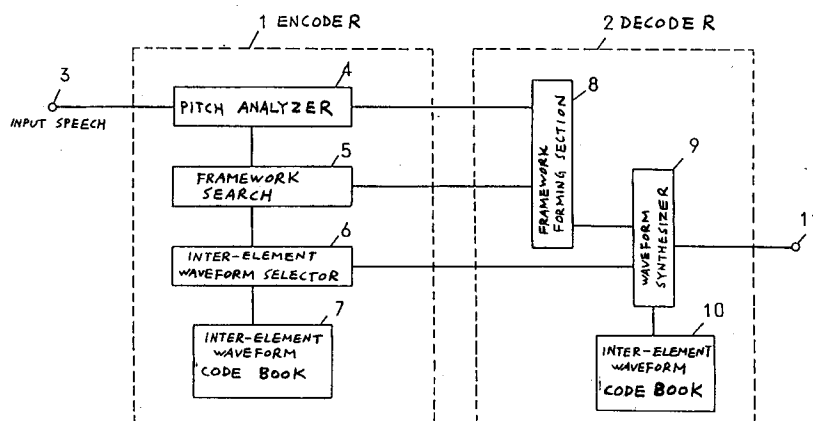 1 ENCODER
2 DECODER
3
INPUT SPEECH
4
PITCH ANALYZER
5
FRAMEWORK
SEARCH
6
INTER-ELEMENT
WAVEFORM SELECTOR
7
INTER-ELEMENT
WAVEFORM
CODE BOOK
8
FRAMEWORK
FORMING SECTION
9
WAVEFORM
SYNTHESIZER
10
INTER-ELEMENT
WAVEFORM
CODE BOOK
11